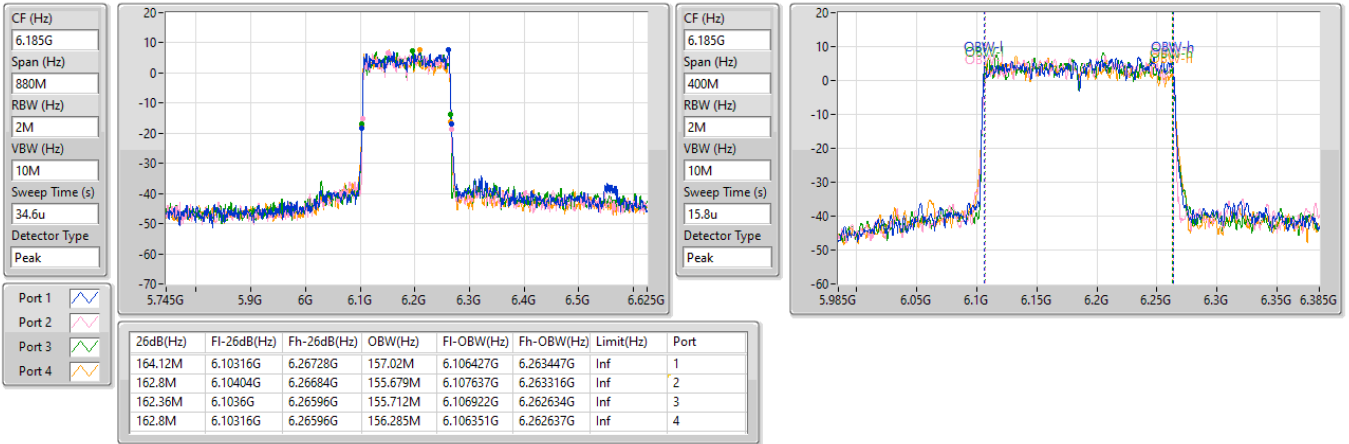 CF (Hz)
6.185G
Span (Hz)
880M
RBW (Hz)
2M
VBW (Hz)
10M
Sweep Time (s)
34.6u
Detector Type
Peak
20
10
0
-10
-20
-30
-40
-50
-60
-70
5.745G 5.9G 6G 6.1G 6.2G 6.3G 6.4G 6.5G 6.625G
CF (Hz)
6.185G
Span (Hz)
400M
RBW (Hz)
2M
VBW (Hz)
10M
Sweep Time (s)
15.8u
Detector Type
Peak
20
10
0
-10
-20
-30
-40
-50
-60
OBW-l OBW-h
5.985G 6.05G 6.1G 6.15G 6.2G 6.25G 6.3G 6.35G 6.385G
Port 1
Port 2
Port 3
Port 4
26dB(Hz) Fl-26dB(Hz) Fh-26dB(Hz) OBW(Hz) Fl-OBW(Hz) Fh-OBW(Hz) Limit(Hz) Port
164.12M 6.10316G 6.26728G 157.02M 6.106427G 6.263447G Inf 1
162.8M 6.10404G 6.26684G 155.679M 6.107637G 6.263316G Inf 2
162.36M 6.1036G 6.26596G 155.712M 6.106922G 6.262634G Inf 3
162.8M 6.10316G 6.26596G 156.285M 6.106351G 6.262637G Inf 4